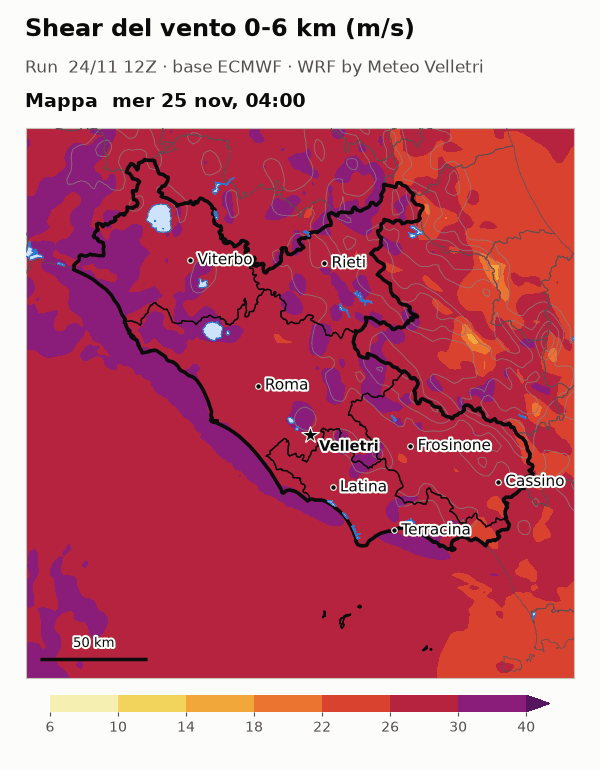 Shear del vento 0-6 km (m/s)
Run  24/11 12Z · base ECMWF · WRF by Meteo Velletri
Mappa  mer 25 nov, 04:00
Viterbo
Rieti
Roma
Velletri
Frosinone
Latina
Cassino
Terracina
50 km
6 10 14 18 22 26 30 40